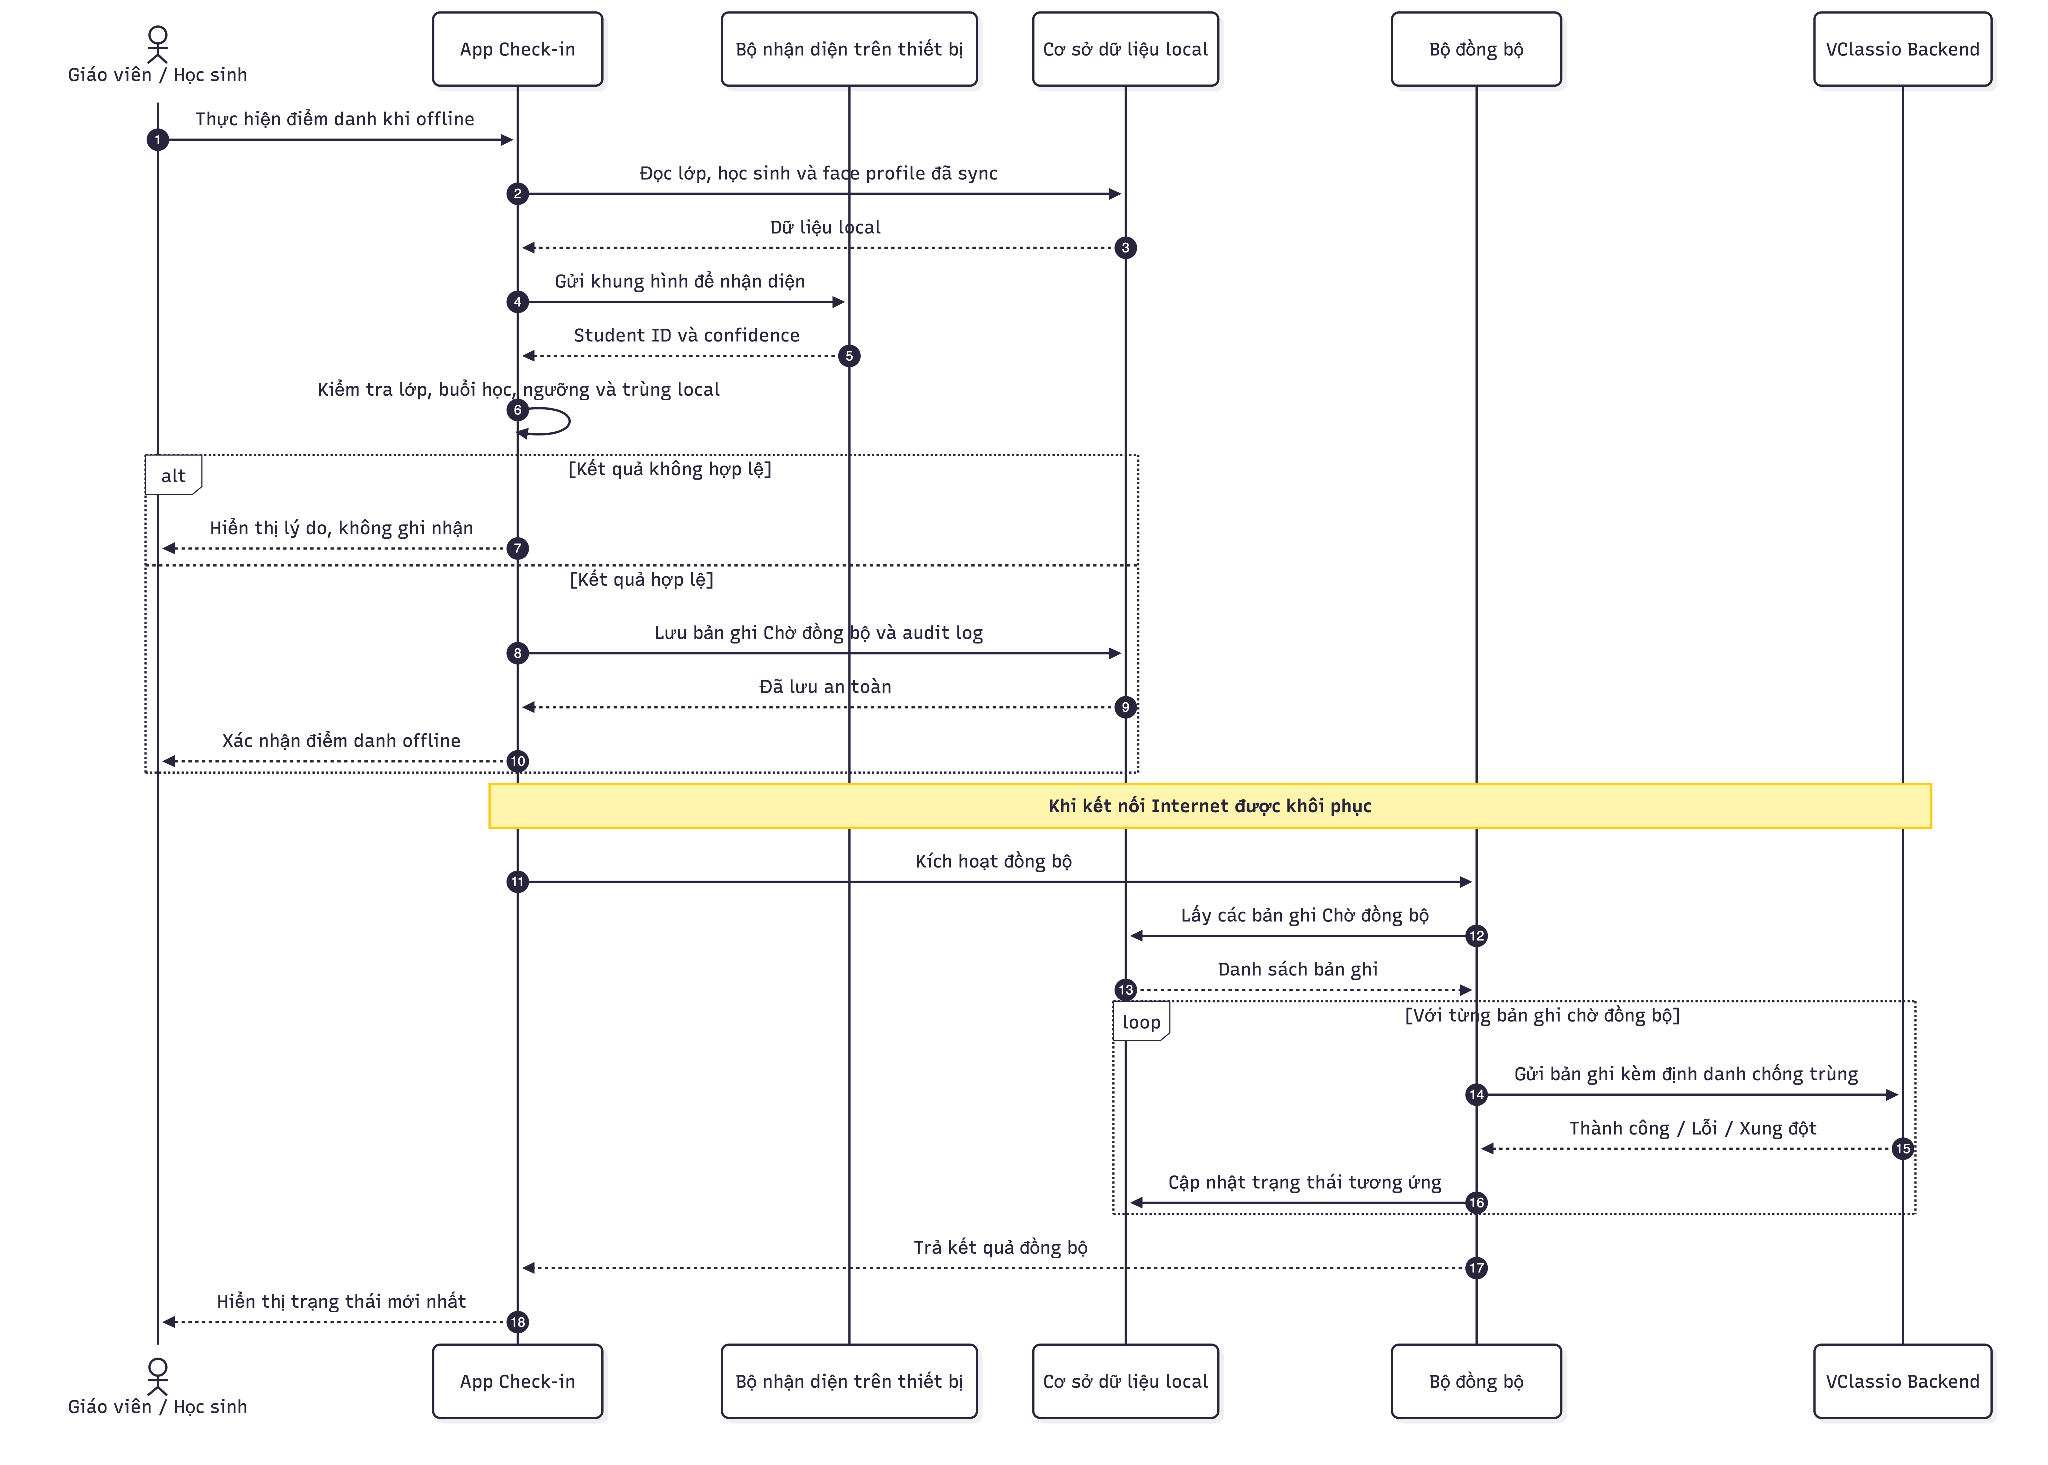 Giáo viên / Học sinh
App Check-in
Bộ nhận diện trên thiết bị
Cơ sở dữ liệu local
Bộ đồng bộ
VClassio Backend
Thực hiện điểm danh khi offline
1
Đọc lớp, học sinh và face profile đã sync
2
Dữ liệu local
3
Gửi khung hình để nhận diện
4
Student ID và confidence
5
Kiểm tra lớp, buổi học, ngưỡng và trùng local
6
alt
[Kết quả không hợp lệ]
Hiển thị lý do, không ghi nhận
7
[Kết quả hợp lệ]
Lưu bản ghi Chờ đồng bộ và audit log
8
Đã lưu an toàn
9
Xác nhận điểm danh offline
10
Khi kết nối Internet được khôi phục
Kích hoạt đồng bộ
11
Lấy các bản ghi Chờ đồng bộ
12
Danh sách bản ghi
13
loop
[Với từng bản ghi chờ đồng bộ]
Gửi bản ghi kèm định danh chống trùng
14
Thành công / Lỗi / Xung đột
15
Cập nhật trạng thái tương ứng
16
Trả kết quả đồng bộ
17
Hiển thị trạng thái mới nhất
18
Giáo viên / Học sinh
App Check-in
Bộ nhận diện trên thiết bị
Cơ sở dữ liệu local
Bộ đồng bộ
VClassio Backend